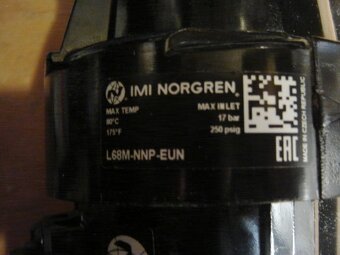 IMI NORGREN
MAX TEMP
80°C
175°F
MAX INLET
17 bar
250 psig
L68M-NNP-EUN
EAC
MADE IN CZECH REPUBLIC